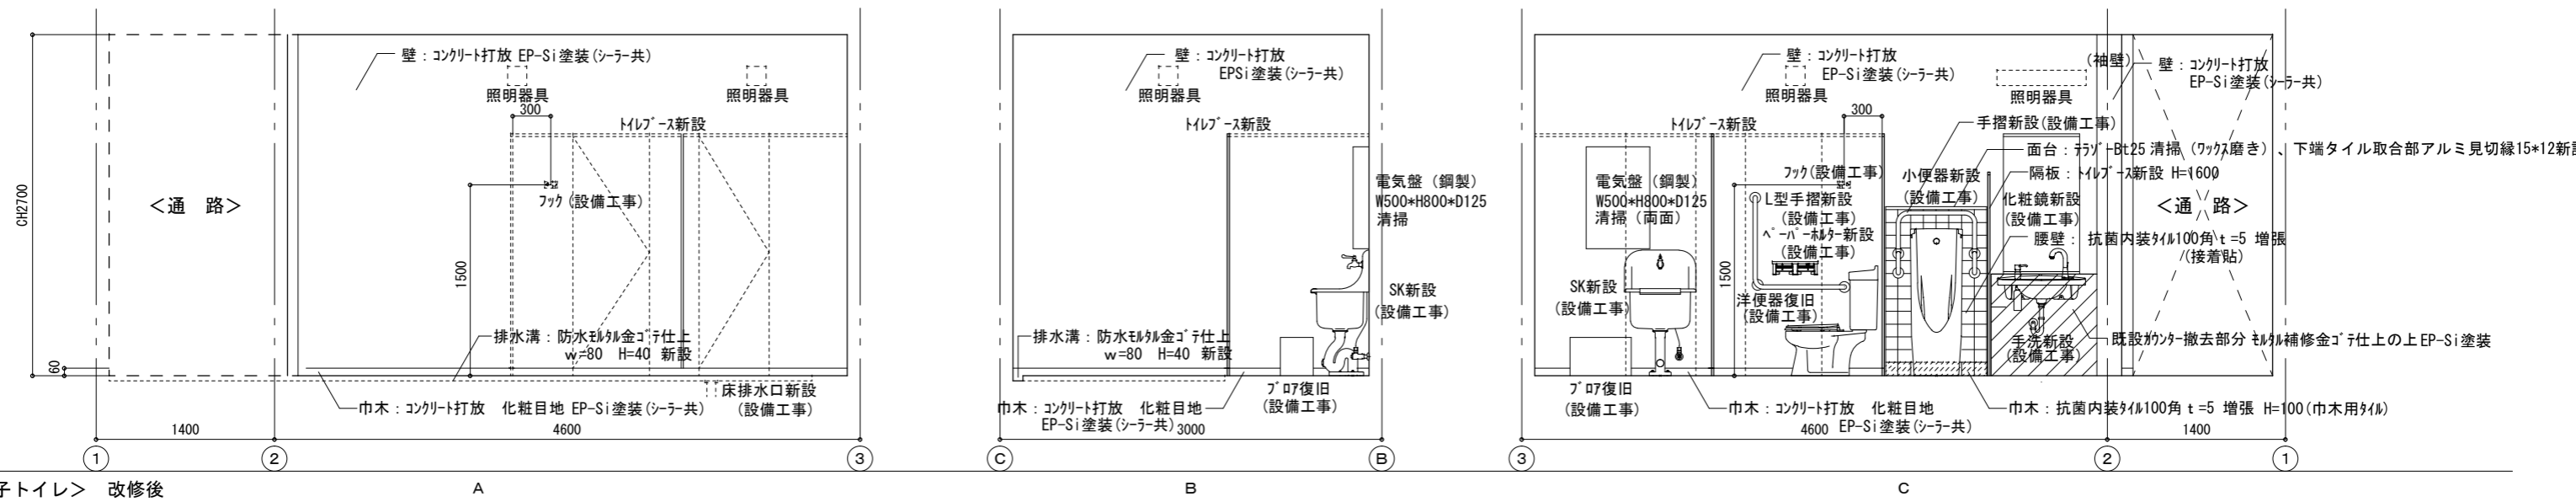 壁：ｺﾝｸﾘｰﾄ打放 EP-Si塗装(ｼｰﾗｰ共)
照明器具
照明器具
300
ﾄｲﾚﾌﾞｰｽ新設
CH2700
<通　路>
ﾌｯｸ(設備工事)
1500
排水溝：防水ﾓﾙﾀﾙ金ｺﾞﾃ仕上
w=80　H=40 新設
60
床排水口新設
(設備工事)
巾木：ｺﾝｸﾘｰﾄ打放　化粧目地 EP-Si塗装(ｼｰﾗｰ共)
1400
4600
1
2
3
壁：ｺﾝｸﾘｰﾄ打放
EPSi塗装(ｼｰﾗｰ共)
照明器具
ﾄｲﾚﾌﾞｰｽ新設
電気盤（鋼製）
W500*H800*D125
清掃
SK新設
(設備工事)
排水溝：防水ﾓﾙﾀﾙ金ｺﾞﾃ仕上
w=80　H=40 新設
ﾌﾞﾛｱ復旧
(設備工事)
巾木：ｺﾝｸﾘｰﾄ打放　化粧目地
EP-Si塗装(ｼｰﾗｰ共)
3000
C
B
壁：ｺﾝｸﾘｰﾄ打放
EP-Si塗装(ｼｰﾗｰ共)
照明器具
300
ﾄｲﾚﾌﾞｰｽ新設
(袖壁)
壁：ｺﾝｸﾘｰﾄ打放
EP-Si塗装(ｼｰﾗｰ共)
照明器具
手摺新設(設備工事)
面台：ﾃﾗｿﾞｰBt25 清掃（ﾜｯｸｽ磨き）、下端タイル取合部アルミ見切縁15*12新設
隔板：ﾄｲﾚﾌﾞｰｽ新設 H=1600
ﾌｯｸ(設備工事)
小便器新設
(設備工事)
電気盤（鋼製）
W500*H800*D125
清掃（両面）
L型手摺新設
(設備工事)
ﾍﾟｰﾊﾟｰﾎﾙﾀﾞｰ新設
(設備工事)
化粧鏡新設
(設備工事)
<通　路>
腰壁：抗菌内装ﾀｲﾙ100角 t=5 増張
(接着貼)
1500
SK新設
(設備工事)
洋便器復旧
(設備工事)
手洗新設
(設備工事)
既設ｶｳﾝﾀｰ撤去部分 ﾓﾙﾀﾙ補修金ｺﾞﾃ仕上の上EP-Si塗装
ﾌﾞﾛｱ復旧
(設備工事)
巾木：ｺﾝｸﾘｰﾄ打放　化粧目地
EP-Si塗装(ｼｰﾗｰ共)
巾木：抗菌内装ﾀｲﾙ100角 t=5 増張 H=100(巾木用ﾀｲﾙ)
4600
1400
3
2
1
子トイレ>　改修後
A
B
C